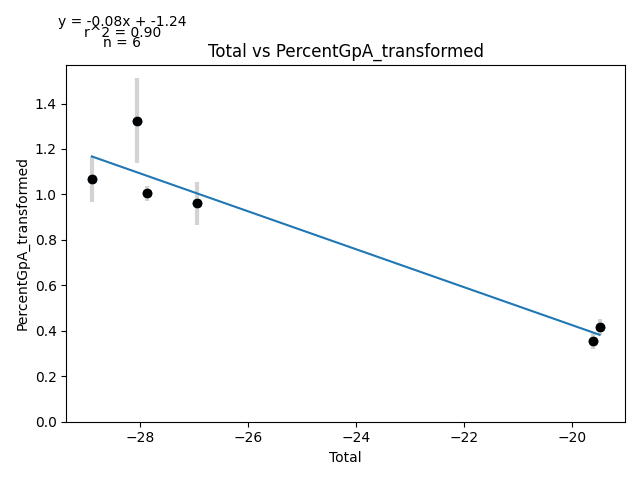 y = -0.08x + -1.24
r^2 = 0.90
n = 6
Total vs PercentGpA_transformed
PercentGpA_transformed
1.4
1.2
1.0
0.8
0.6
0.4
0.2
0.0
−28
−26
−24
−22
−20
Total